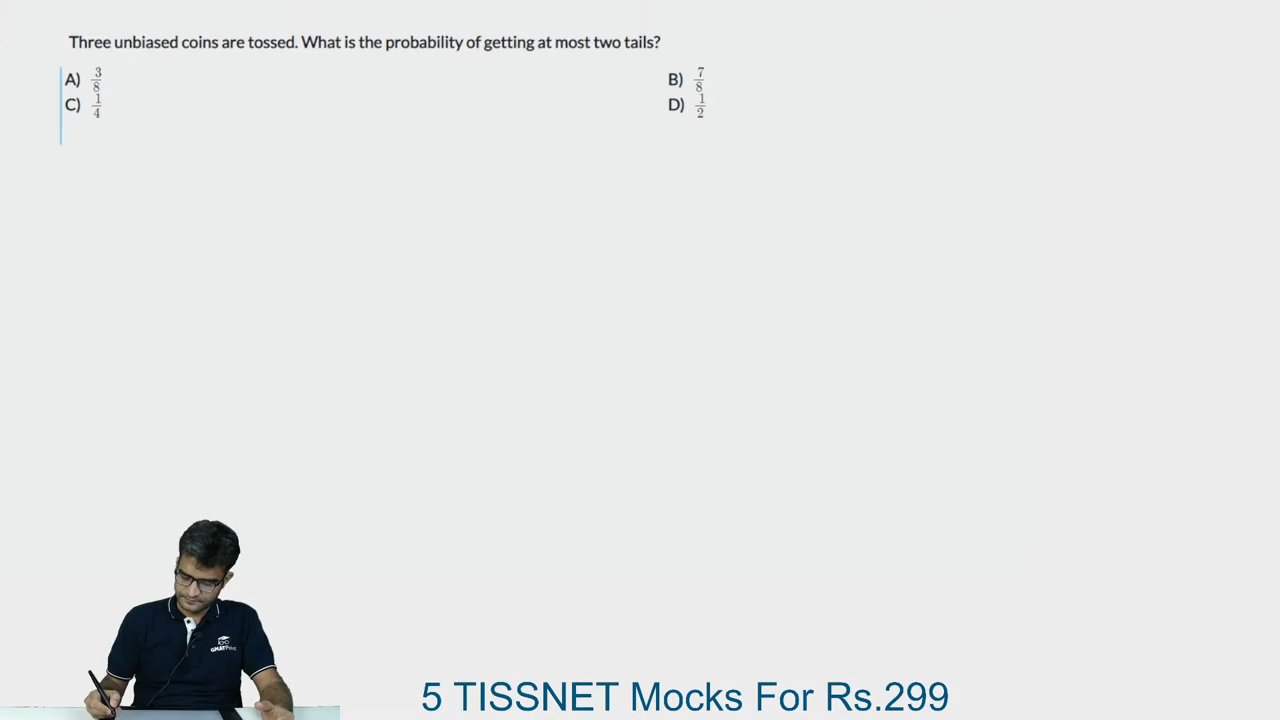 Three unbiased coins are tossed. What is the probability of getting at most two tails?
A) 3/8
B) 7/8
C) 1/4
D) 1/2
GMATPoint
5 TISSNET Mocks For Rs.299